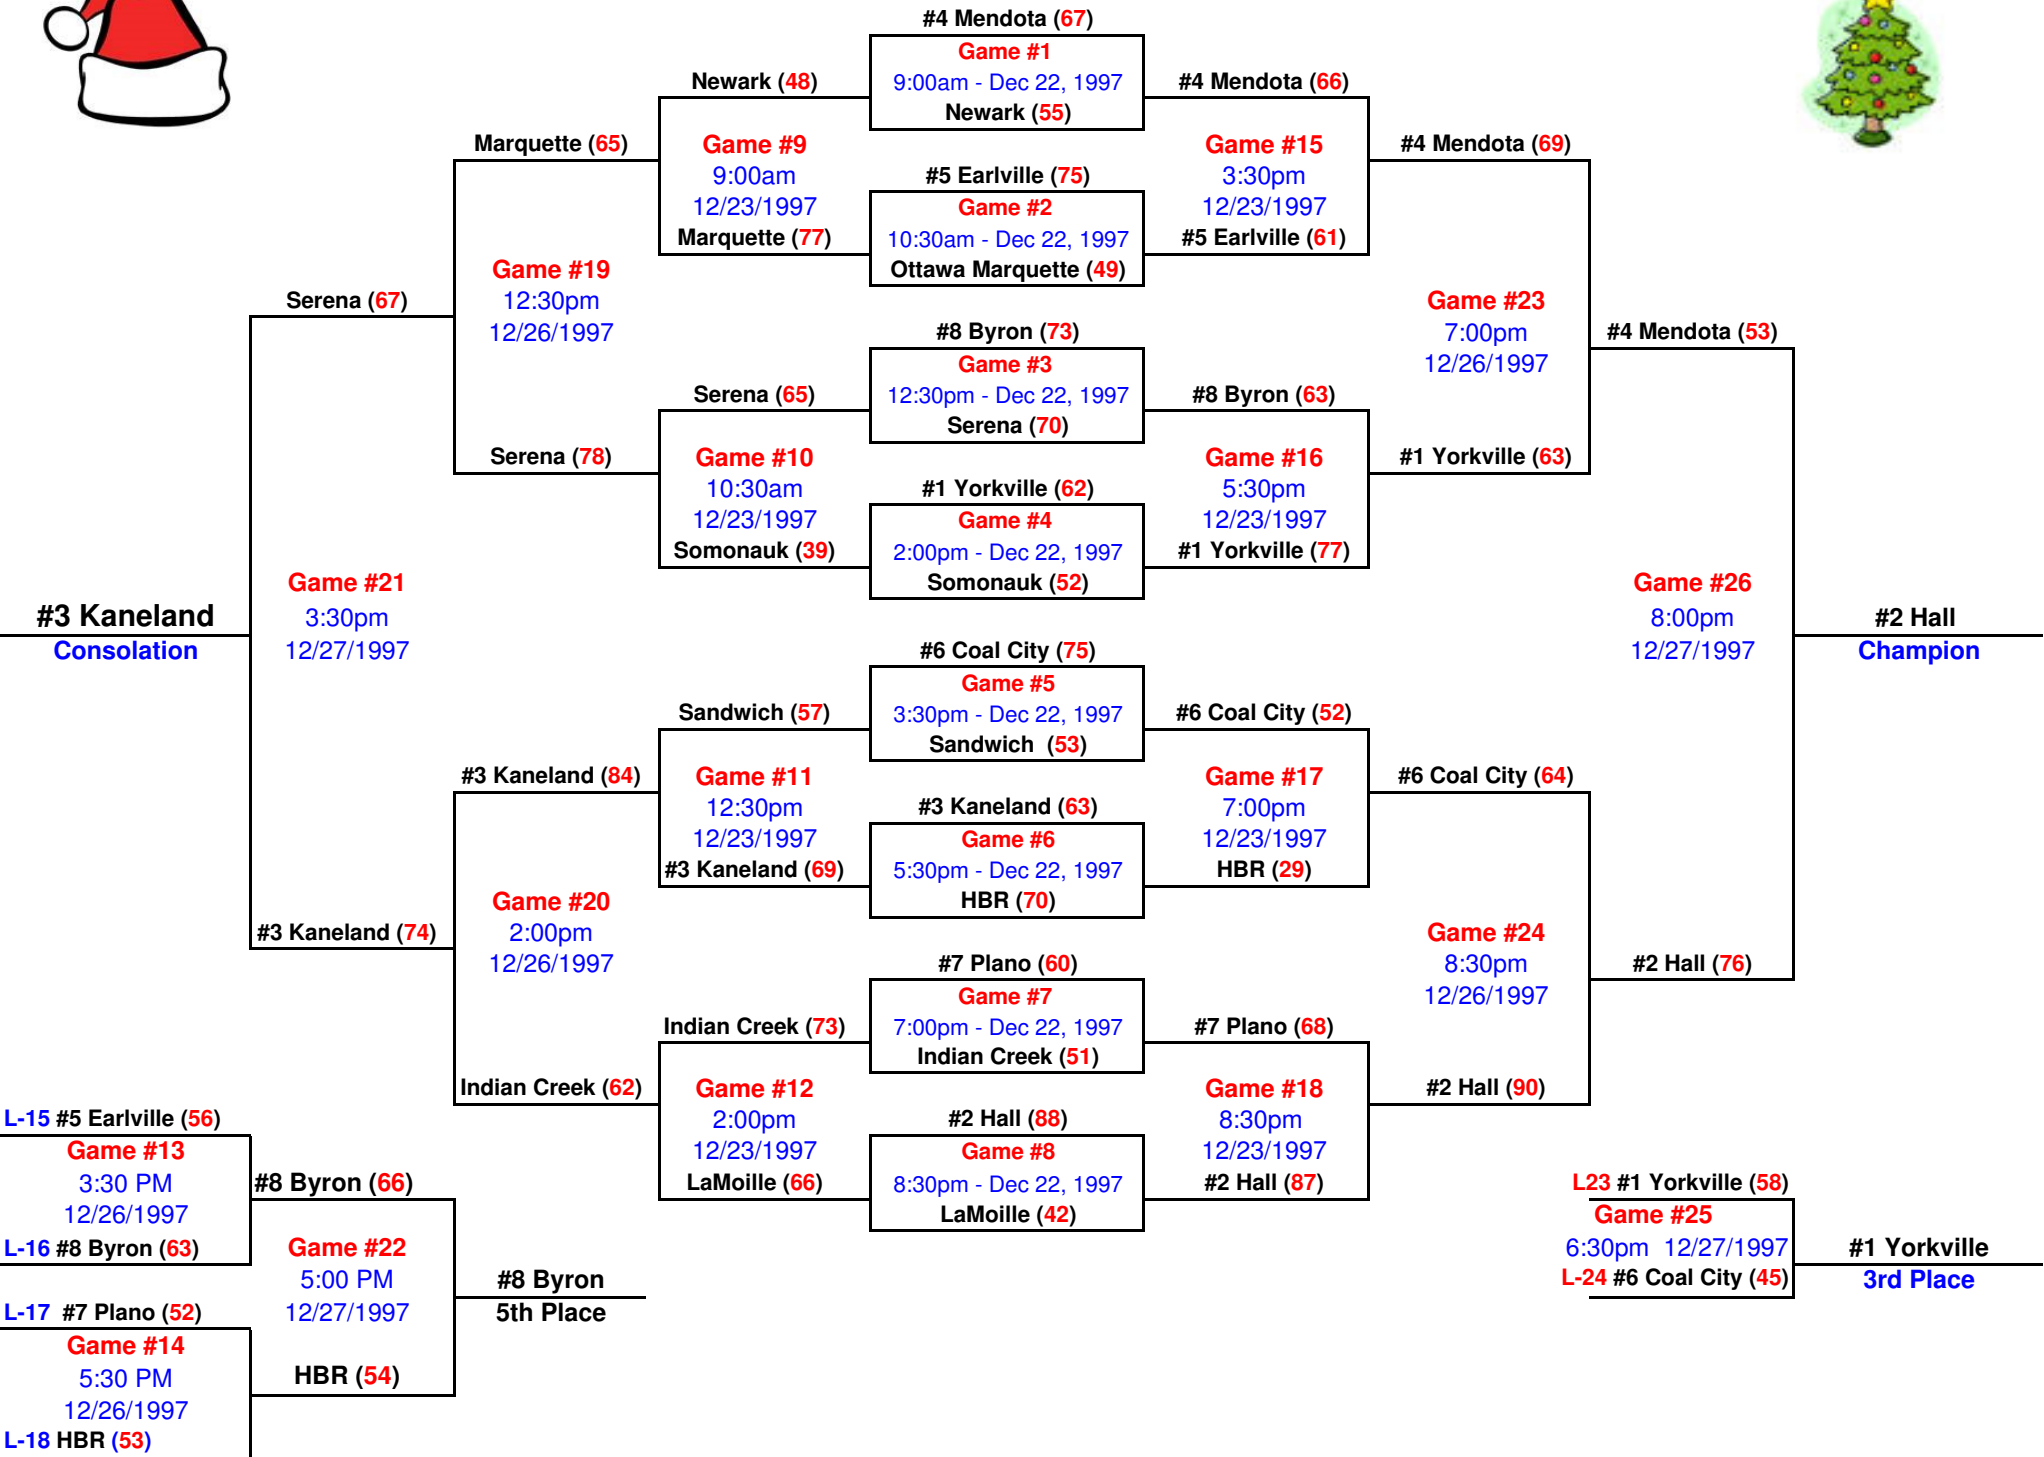 #4 Mendota (67)
Game #1
9:00am - Dec 22, 1997
Newark (55)
#5 Earlville (75)
Game #2
10:30am - Dec 22, 1997
Ottawa Marquette (49)
#8 Byron (73)
Game #3
12:30pm - Dec 22, 1997
Serena (70)
#1 Yorkville (62)
Game #4
2:00pm - Dec 22, 1997
Somonauk (52)
#6 Coal City (75)
Game #5
3:30pm - Dec 22, 1997
Sandwich (53)
#3 Kaneland (63)
Game #6
5:30pm - Dec 22, 1997
HBR (70)
#7 Plano (60)
Game #7
7:00pm - Dec 22, 1997
Indian Creek (51)
#2 Hall (88)
Game #8
8:30pm - Dec 22, 1997
LaMoille (42)
Newark (48)
Game #9
9:00am
12/23/1997
Marquette (77)
Serena (65)
Game #10
10:30am
12/23/1997
Somonauk (39)
Sandwich (57)
Game #11
12:30pm
12/23/1997
#3 Kaneland (69)
Indian Creek (73)
Game #12
2:00pm
12/23/1997
LaMoille (66)
Marquette (65)
Game #19
12:30pm
12/26/1997
Serena (78)
#3 Kaneland (84)
Game #20
2:00pm
12/26/1997
Indian Creek (62)
Serena (67)
Game #21
3:30pm
12/27/1997
#3 Kaneland (74)
#3 Kaneland
Consolation
#4 Mendota (66)
Game #15
3:30pm
12/23/1997
#5 Earlville (61)
#8 Byron (63)
Game #16
5:30pm
12/23/1997
#1 Yorkville (77)
#6 Coal City (52)
Game #17
7:00pm
12/23/1997
HBR (29)
#7 Plano (68)
Game #18
8:30pm
12/23/1997
#2 Hall (87)
#4 Mendota (69)
Game #23
7:00pm
12/26/1997
#1 Yorkville (63)
#6 Coal City (64)
Game #24
8:30pm
12/26/1997
#2 Hall (90)
#4 Mendota (53)
Game #26
8:00pm
12/27/1997
#2 Hall (76)
#2 Hall
Champion
L-15 #5 Earlville (56)
Game #13
3:30 PM
12/26/1997
L-16 #8 Byron (63)
L-17 #7 Plano (52)
Game #14
5:30 PM
12/26/1997
L-18 HBR (53)
#8 Byron (66)
Game #22
5:00 PM
12/27/1997
HBR (54)
#8 Byron
5th Place
L23 #1 Yorkville (58)
Game #25
6:30pm 12/27/1997
L-24 #6 Coal City (45)
#1 Yorkville
3rd Place